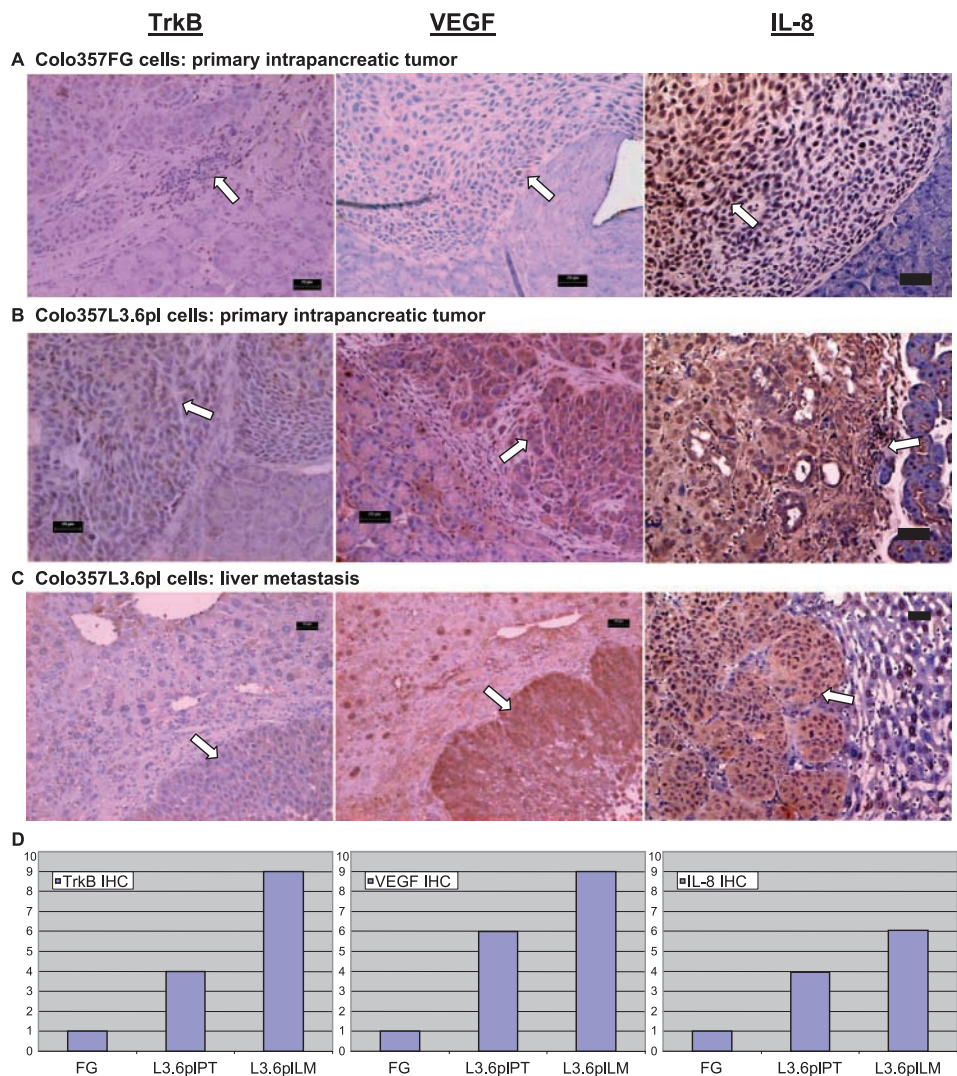 TrkB VEGF IL-8
A Colo357FG cells: primary intrapancreatic tumor
B Colo357L3.6pl cells: primary intrapancreatic tumor
C Colo357L3.6pl cells: liver metastasis
D
10 10 10
TrkB IHC VEGF IHC IL-8 IHC
9 9 9
8 8 8
7 7 7
6 6 6
5 5 5
4 4 4
3 3 3
2 2 2
1 1 1
0 0 0
FG L3.6plPT L3.6plLM FG L3.6plPT L3.6plLM FG L3.6plPT L3.6plLM